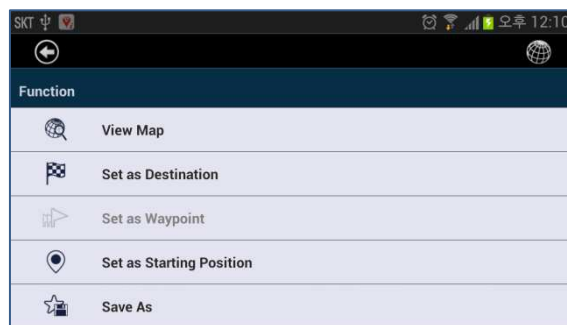 SKT 오후 12:10
Function
View Map
Set as Destination
Set as Waypoint
Set as Starting Position
Save As